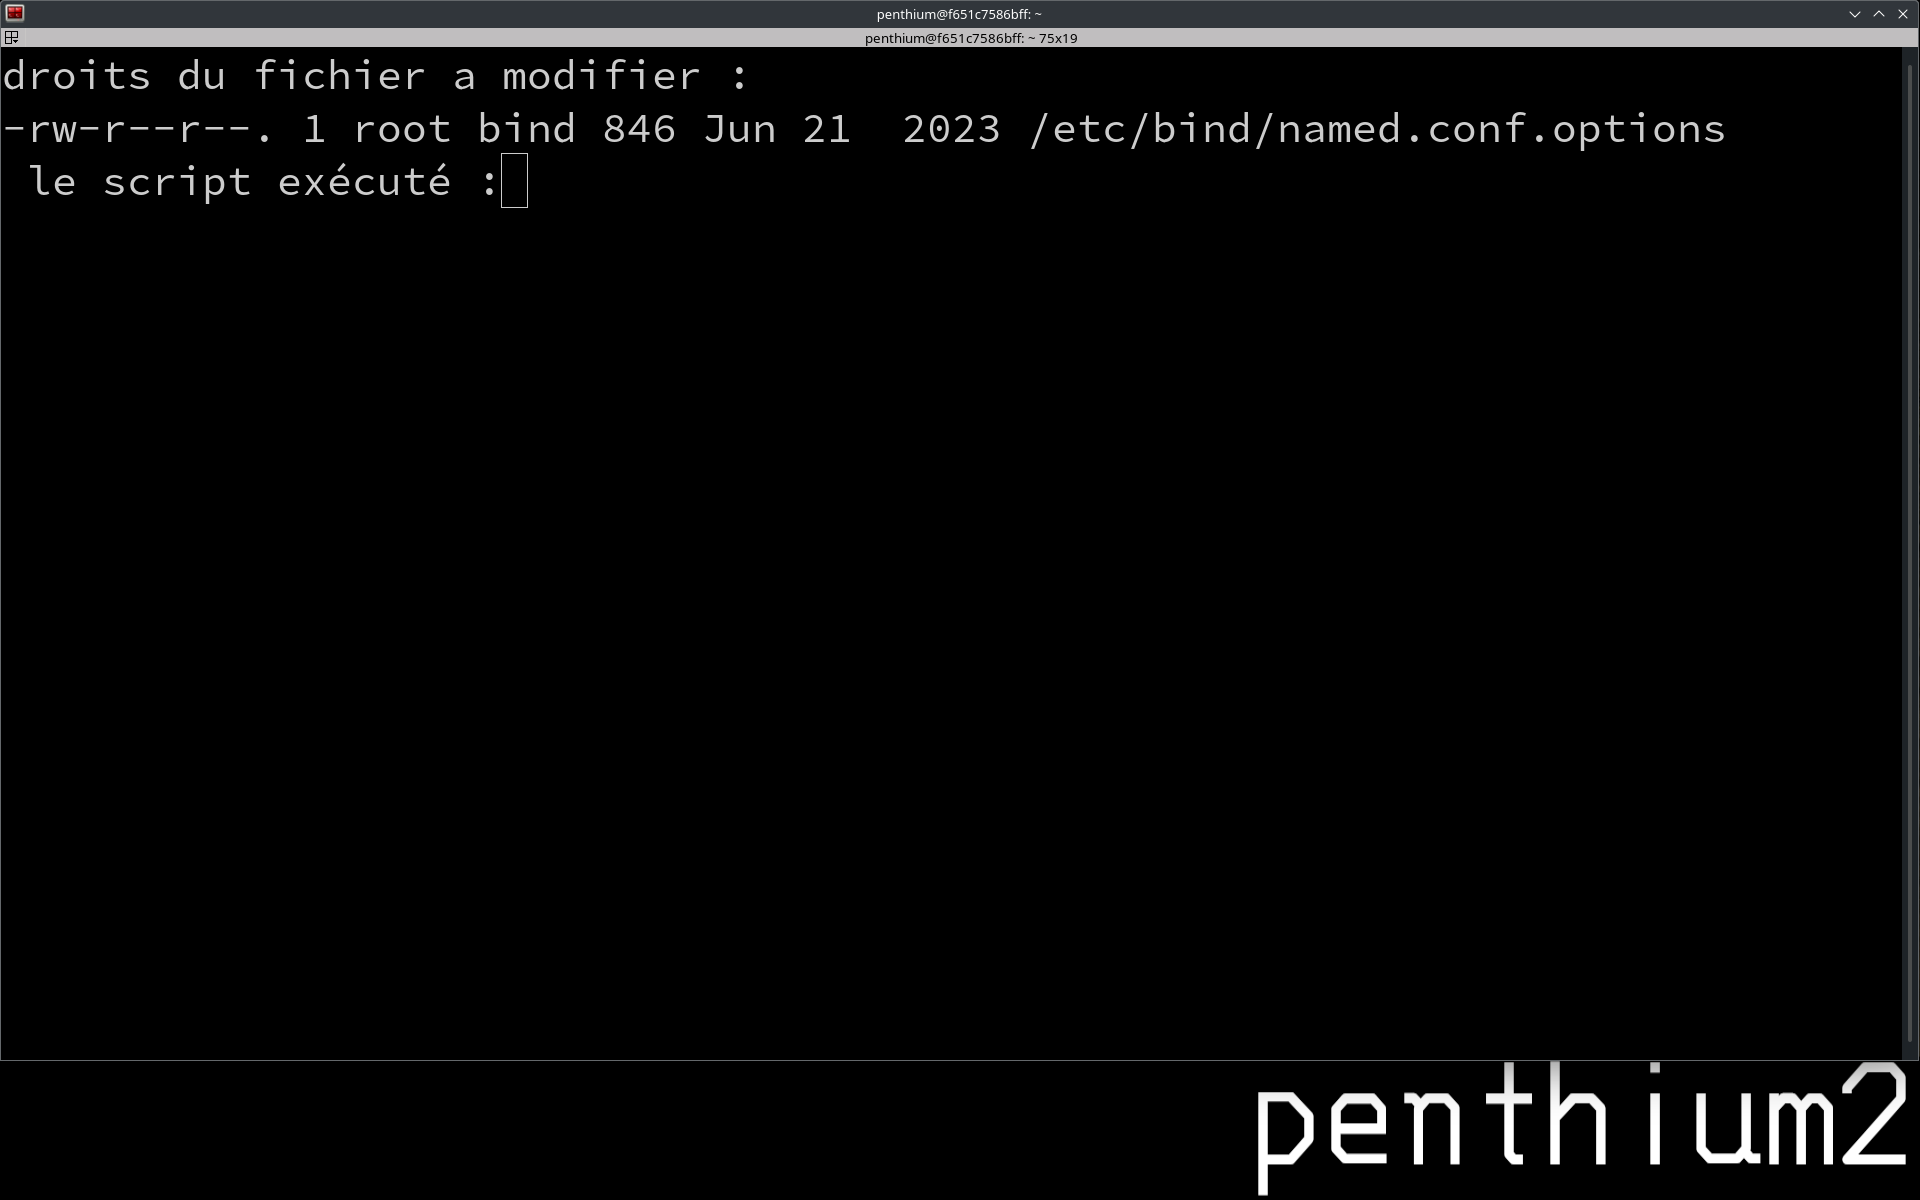 penthium@f651c7586bff: ~
penthium@f651c7586bff: ~ 75x19
droits du fichier a modifier :
-rw-r--r--. 1 root bind 846 Jun 21  2023 /etc/bind/named.conf.options
 le script exécuté :
penthium2